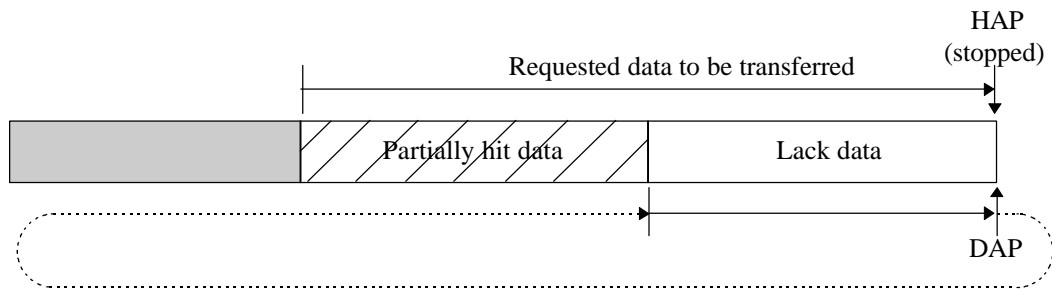 HAP
(stopped)
Requested data to be transferred
Partially hit data
Lack data
DAP